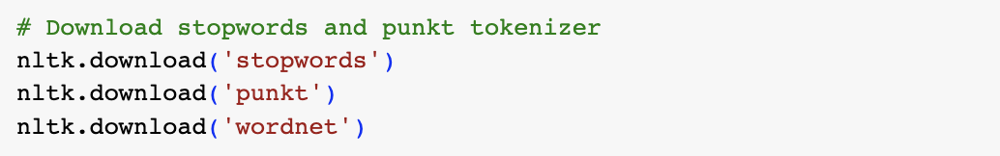 # Download stopwords and punkt tokenizer
nltk.download('stopwords')
nltk.download('punkt')
nltk.download('wordnet')